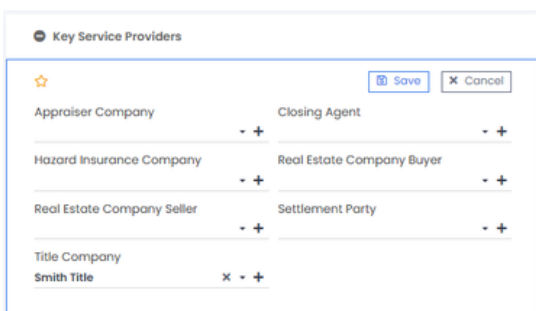 Key Service Providers
Save Cancel
Appraiser Company Closing Agent
Hazard Insurance Company Real Estate Company Buyer
Real Estate Company Seller Settlement Party
Title Company
Smith Title